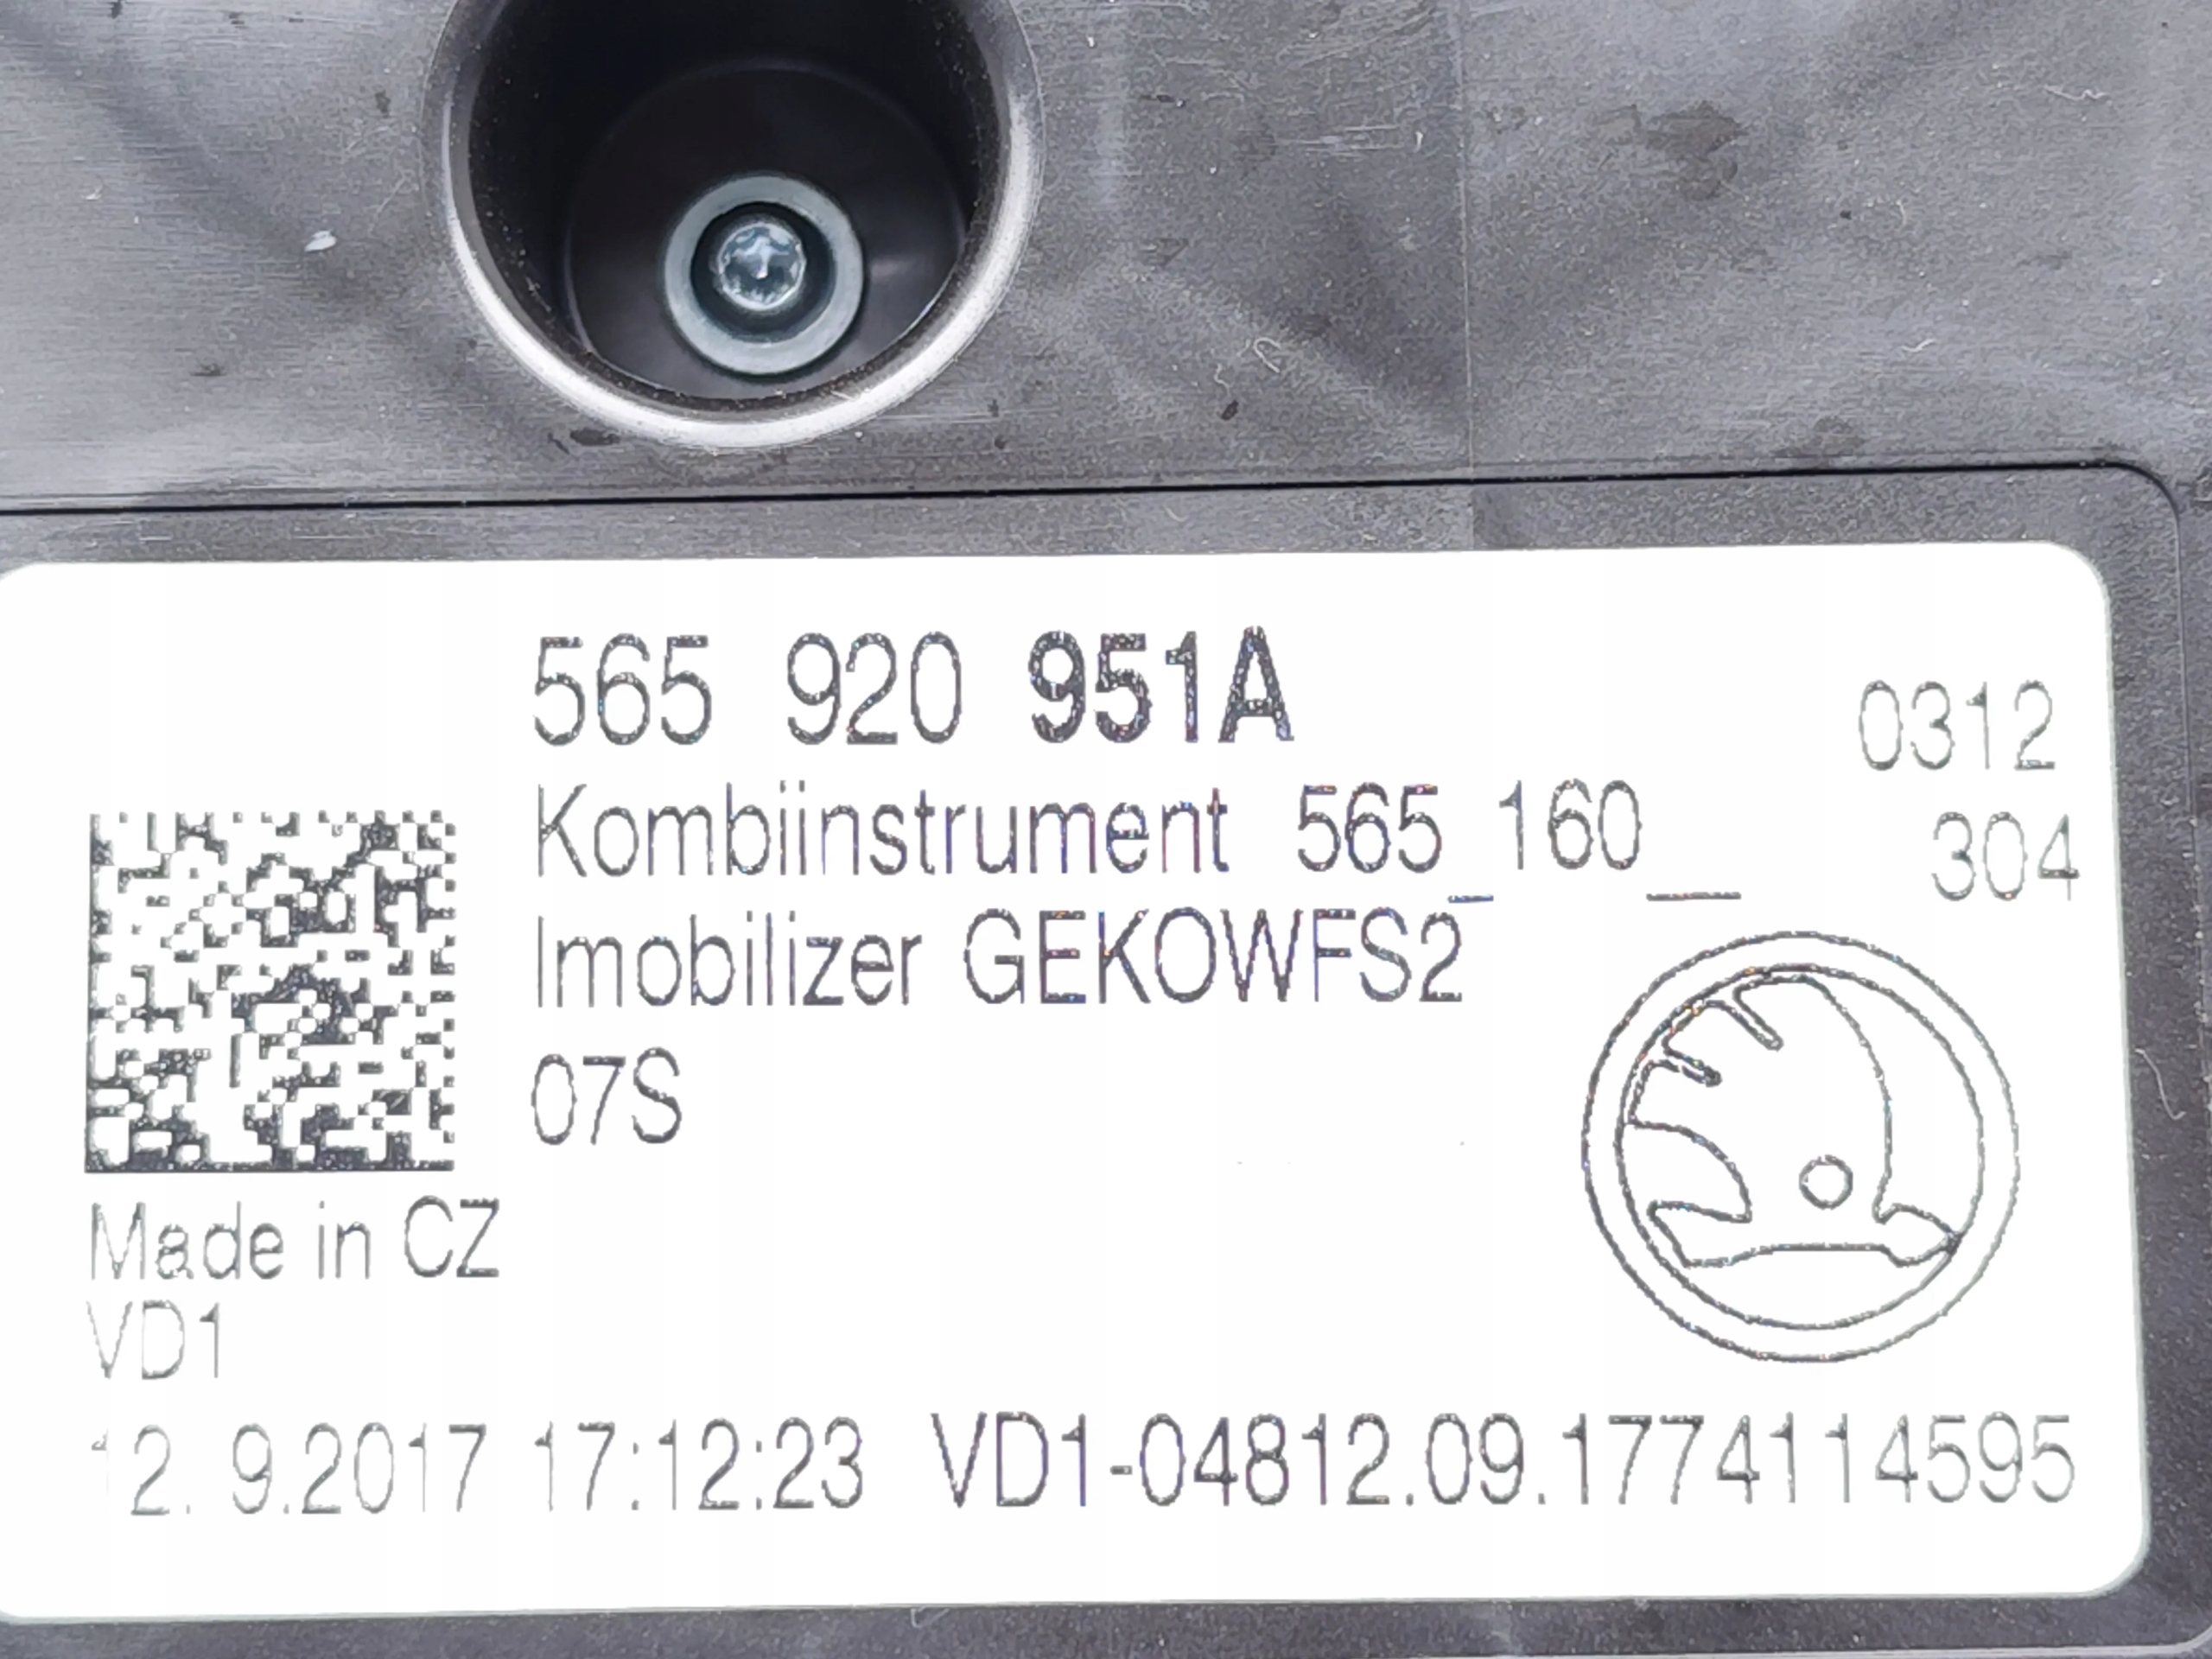 565 920 951A
0312
Kombiinstrument 565_160__
304
Imobilizer GEKOWFS2
07S
Made in CZ
VD1
12. 9.2017 17:12:23 VD1-04812.09.1774114595